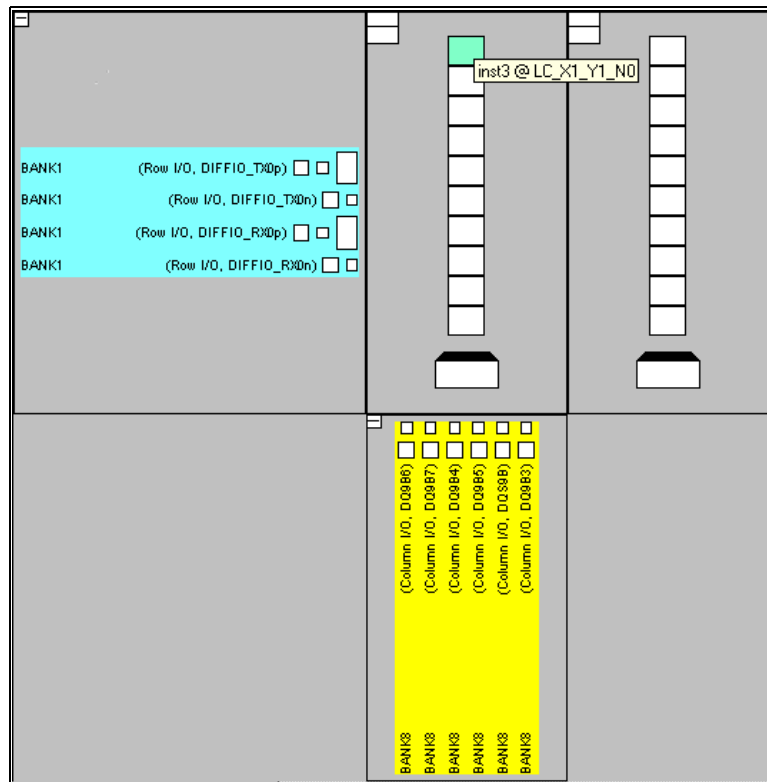 inst3 @ LC_X1_Y1_N0
BANK1 (Row I/O, DIFFIO_TX0p)
BANK1 (Row I/O, DIFFIO_TX0n)
BANK1 (Row I/O, DIFFIO_RX0p)
BANK1 (Row I/O, DIFFIO_RX0n)
BANK8 (Column I/O, DQ9B6)
BANK8 (Column I/O, DQ9B7)
BANK8 (Column I/O, DQ9B4)
BANK8 (Column I/O, DQ9B5)
BANK8 (Column I/O, DQS9B)
BANK8 (Column I/O, DQ9B3)